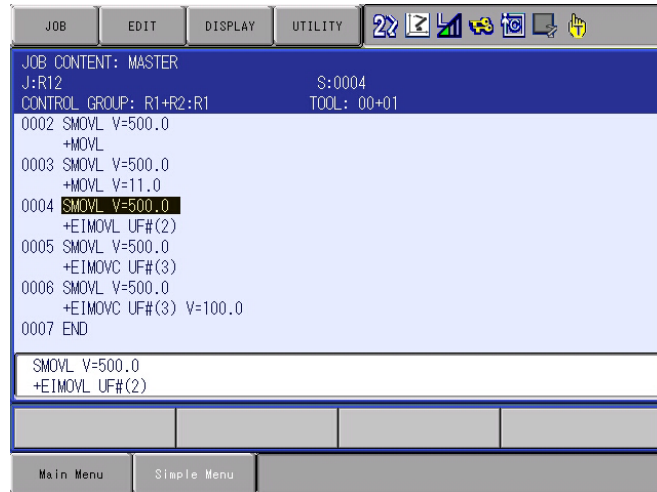 JOB EDIT DISPLAY UTILITY
JOB CONTENT: MASTER
J:R12 S:0004
CONTROL GROUP: R1+R2:R1 TOOL: 00+01
0002 SMOVL V=500.0
+MOVL
0003 SMOVL V=500.0
+MOVL V=11.0
0004 SMOVL V=500.0
+EIMOVL UF#(2)
0005 SMOVL V=500.0
+EIMOVC UF#(3)
0006 SMOVL V=500.0
+EIMOVC UF#(3) V=100.0
0007 END
SMOVL V=500.0
+EIMOVL UF#(2)
Main Menu Simple Menu